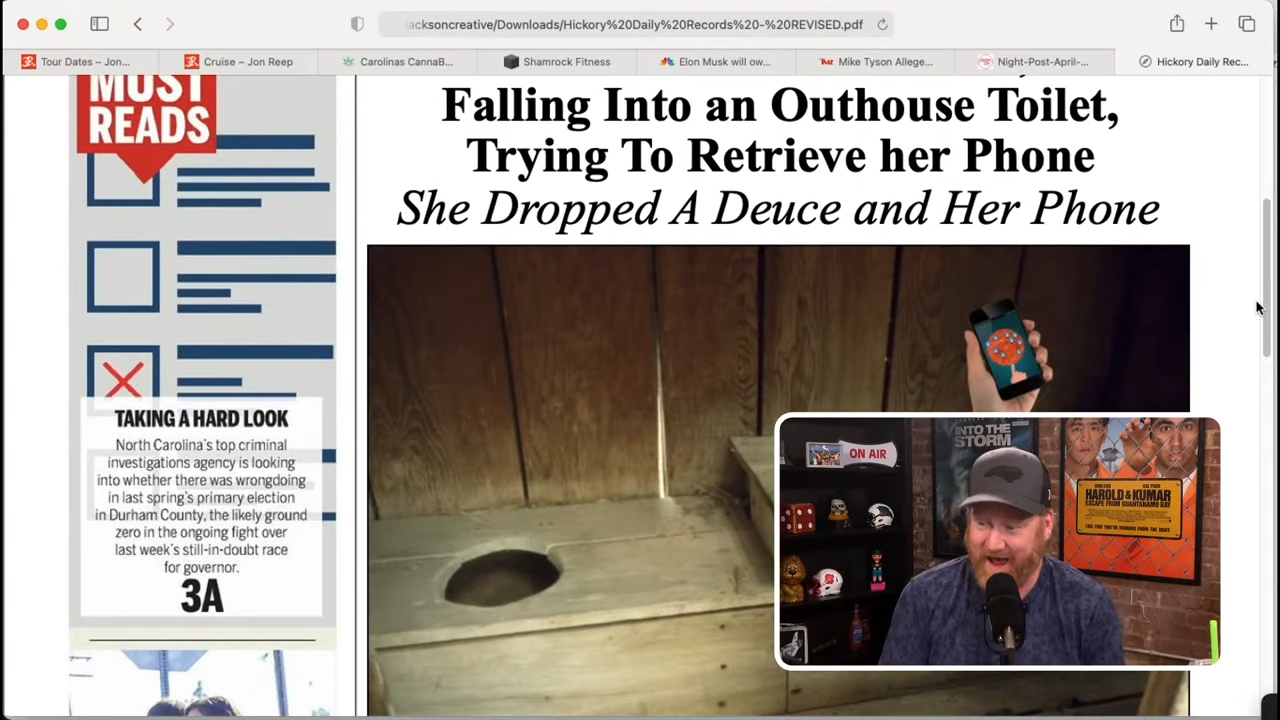 acksoncreative/Downloads/Hickory%20Daily%20Records%20-%20REVISED.pdf
Tour Dates – Jon...
Cruise – Jon Reep
Carolinas CannaB...
Shamrock Fitness
Elon Musk will ow...
TMZ
Mike Tyson Allege...
Night-Post-April-...
Hickory Daily Rec...
MUST
READS
Falling Into an Outhouse Toilet,
Trying To Retrieve her Phone
She Dropped A Deuce and Her Phone
TAKING A HARD LOOK
North Carolina's top criminal
investigations agency is looking
into whether there was wrongdoing
in last spring's primary election
in Durham County, the likely ground
zero in the ongoing fight over
last week's still-in-doubt race
for governor.
3A
ON AIR
INTO THE
STORM
HAROLD & KUMAR
ESCAPE FROM GUANTANAMO BAY